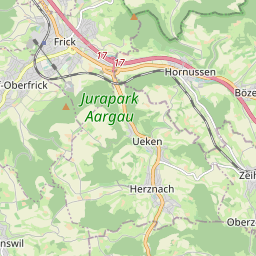 17
Frick
17
Hornussen
-Oberfrick
Jurapark
Aargau
Böze
Ueken
Zeih
Herznach
Oberz
nswil